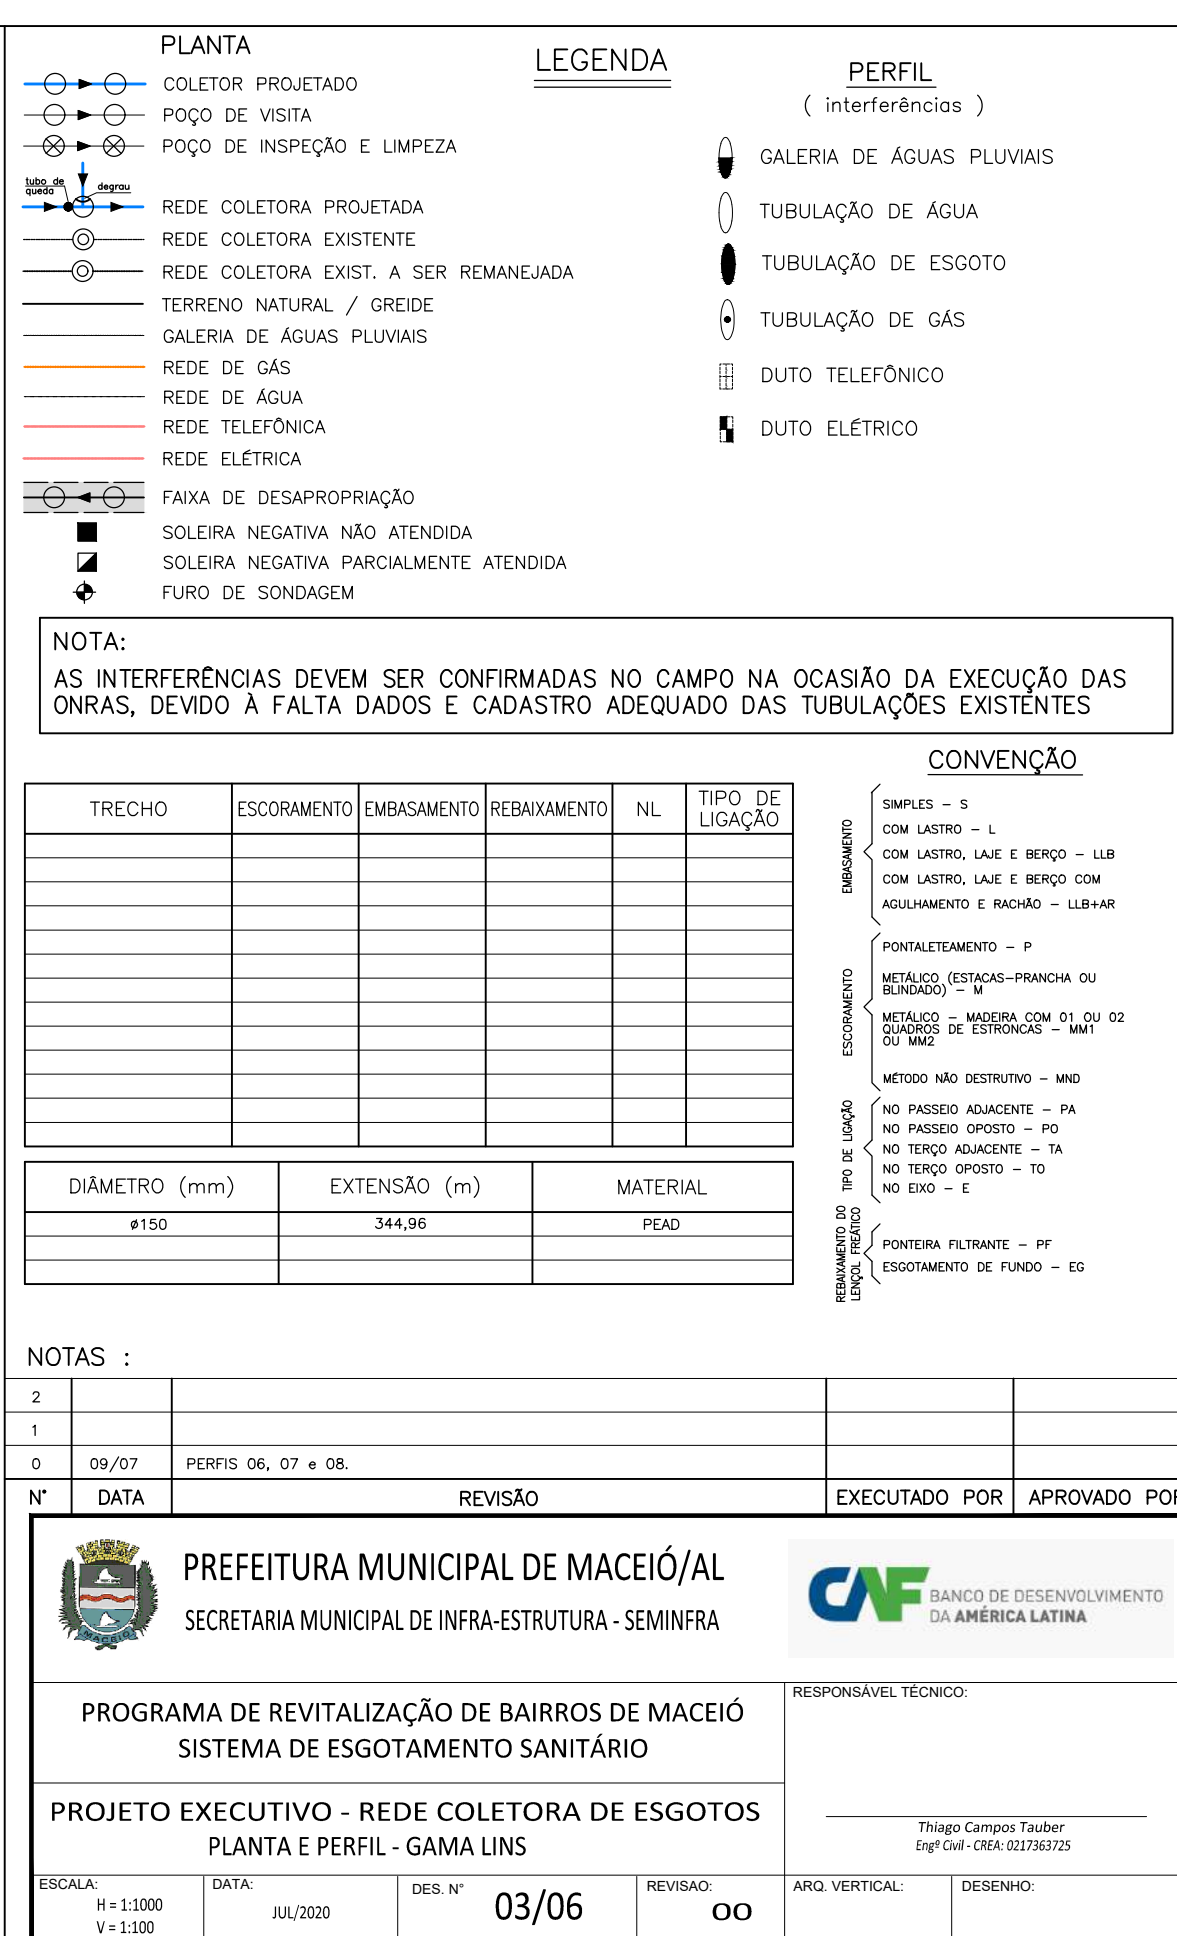 PLANTA
LEGENDA
COLETOR PROJETADO
POÇO DE VISITA
POÇO DE INSPEÇÃO E LIMPEZA
tubo de
queda
degrau
REDE COLETORA PROJETADA
REDE COLETORA EXISTENTE
REDE COLETORA EXIST. A SER REMANEJADA
TERRENO NATURAL / GREIDE
GALERIA DE ÁGUAS PLUVIAIS
REDE DE GÁS
REDE DE ÁGUA
REDE TELEFÔNICA
REDE ELÉTRICA
FAIXA DE DESAPROPRIAÇÃO
SOLEIRA NEGATIVA NÃO ATENDIDA
SOLEIRA NEGATIVA PARCIALMENTE ATENDIDA
FURO DE SONDAGEM
PERFIL
( interferências )
GALERIA DE ÁGUAS PLUVIAIS
TUBULAÇÃO DE ÁGUA
TUBULAÇÃO DE ESGOTO
TUBULAÇÃO DE GÁS
DUTO TELEFÔNICO
DUTO ELÉTRICO
NOTA:
AS INTERFERÊNCIAS DEVEM SER CONFIRMADAS NO CAMPO NA OCASIÃO DA EXECUÇÃO DAS
ONRAS, DEVIDO À FALTA DADOS E CADASTRO ADEQUADO DAS TUBULAÇÕES EXISTENTES
TRECHO ESCORAMENTO EMBASAMENTO REBAIXAMENTO NL TIPO DE LIGAÇÃO
DIÂMETRO (mm) EXTENSÃO (m) MATERIAL
ø150 344,96 PEAD
CONVENÇÃO
EMBASAMENTO
SIMPLES – S
COM LASTRO – L
COM LASTRO, LAJE E BERÇO – LLB
COM LASTRO, LAJE E BERÇO COM
AGULHAMENTO E RACHÃO – LLB+AR
ESCORAMENTO
PONTALETEAMENTO – P
METÁLICO (ESTACAS–PRANCHA OU
BLINDADO) – M
METÁLICO – MADEIRA COM 01 OU 02
QUADROS DE ESTRONCAS – MM1
OU MM2
MÉTODO NÃO DESTRUTIVO – MND
TIPO DE LIGAÇÃO
NO PASSEIO ADJACENTE – PA
NO PASSEIO OPOSTO – PO
NO TERÇO ADJACENTE – TA
NO TERÇO OPOSTO – TO
NO EIXO – E
REBAIXAMENTO DO
LENÇOL FREÁTICO
PONTEIRA FILTRANTE – PF
ESGOTAMENTO DE FUNDO – EG
NOTAS :
2
1
0 09/07 PERFIS 06, 07 e 08.
N° DATA REVISÃO EXECUTADO POR APROVADO POR
MACEIÓ
PREFEITURA MUNICIPAL DE MACEIÓ/AL
SECRETARIA MUNICIPAL DE INFRA-ESTRUTURA - SEMINFRA
CAF
BANCO DE DESENVOLVIMENTO
DA AMÉRICA LATINA
PROGRAMA DE REVITALIZAÇÃO DE BAIRROS DE MACEIÓ
SISTEMA DE ESGOTAMENTO SANITÁRIO
PROJETO EXECUTIVO - REDE COLETORA DE ESGOTOS
PLANTA E PERFIL - GAMA LINS
RESPONSÁVEL TÉCNICO:
Thiago Campos Tauber
Engº Civil - CREA: 0217363725
ESCALA:
H = 1:1000
V = 1:100
DATA:
JUL/2020
DES. N°
03/06
REVISAO:
00
ARQ. VERTICAL:
DESENHO: